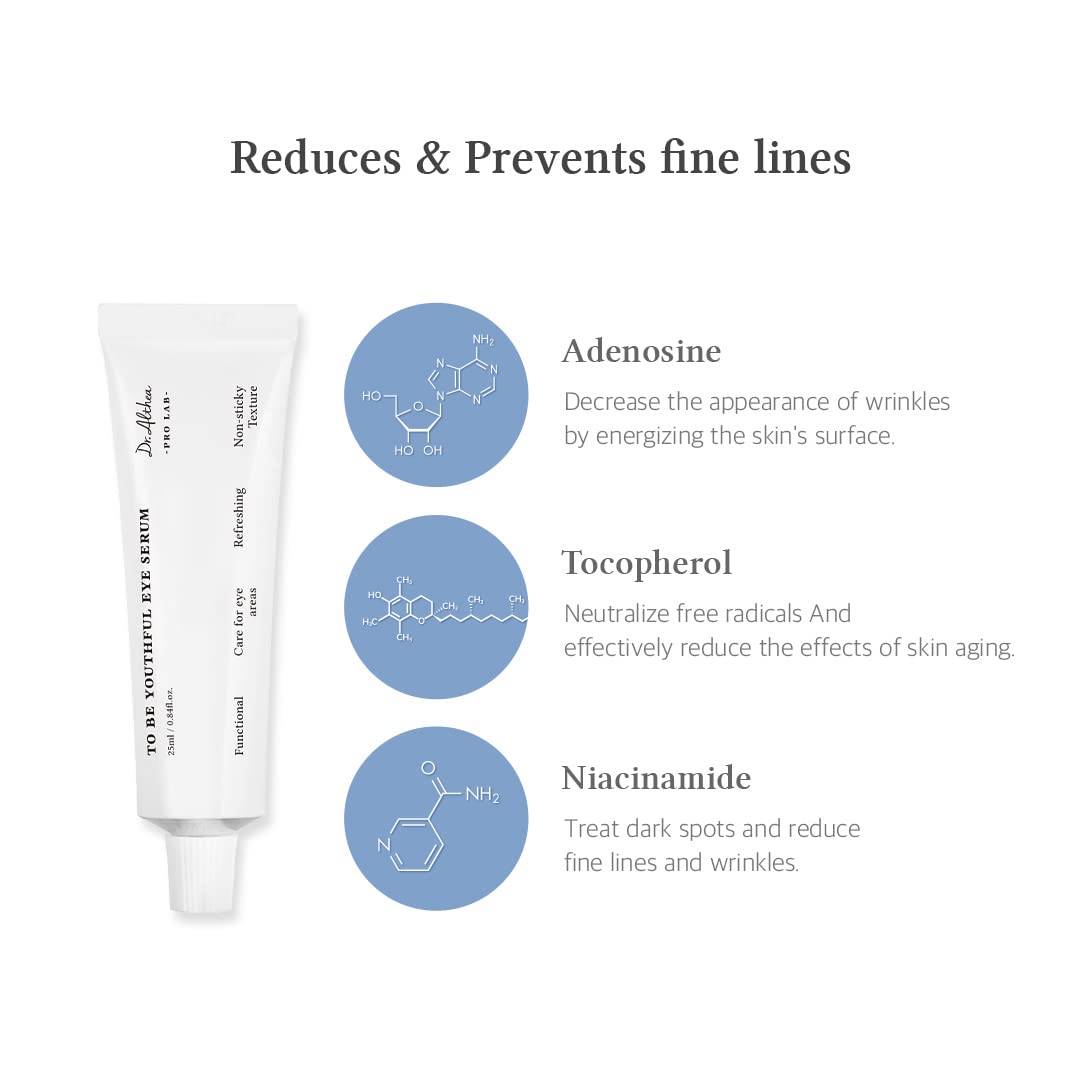 Reduces & Prevents fine lines
Dr. Althea
- PRO LAB -
TO BE YOUTHFUL EYE SERUM
25ml / 0.84fl.oz.
Functional
Care for eye
areas
Refreshing
Non-sticky
Texture
NH₂
N
N
N
N
HO
O
HO
OH
Adenosine
Decrease the appearance of wrinkles
by energizing the skin's surface.
CH₃
HO
H₃C
CH₃
O
CH₃
CH₃
CH₃
Tocopherol
Neutralize free radicals And
effectively reduce the effects of skin aging.
O
NH₂
N
Niacinamide
Treat dark spots and reduce
fine lines and wrinkles.